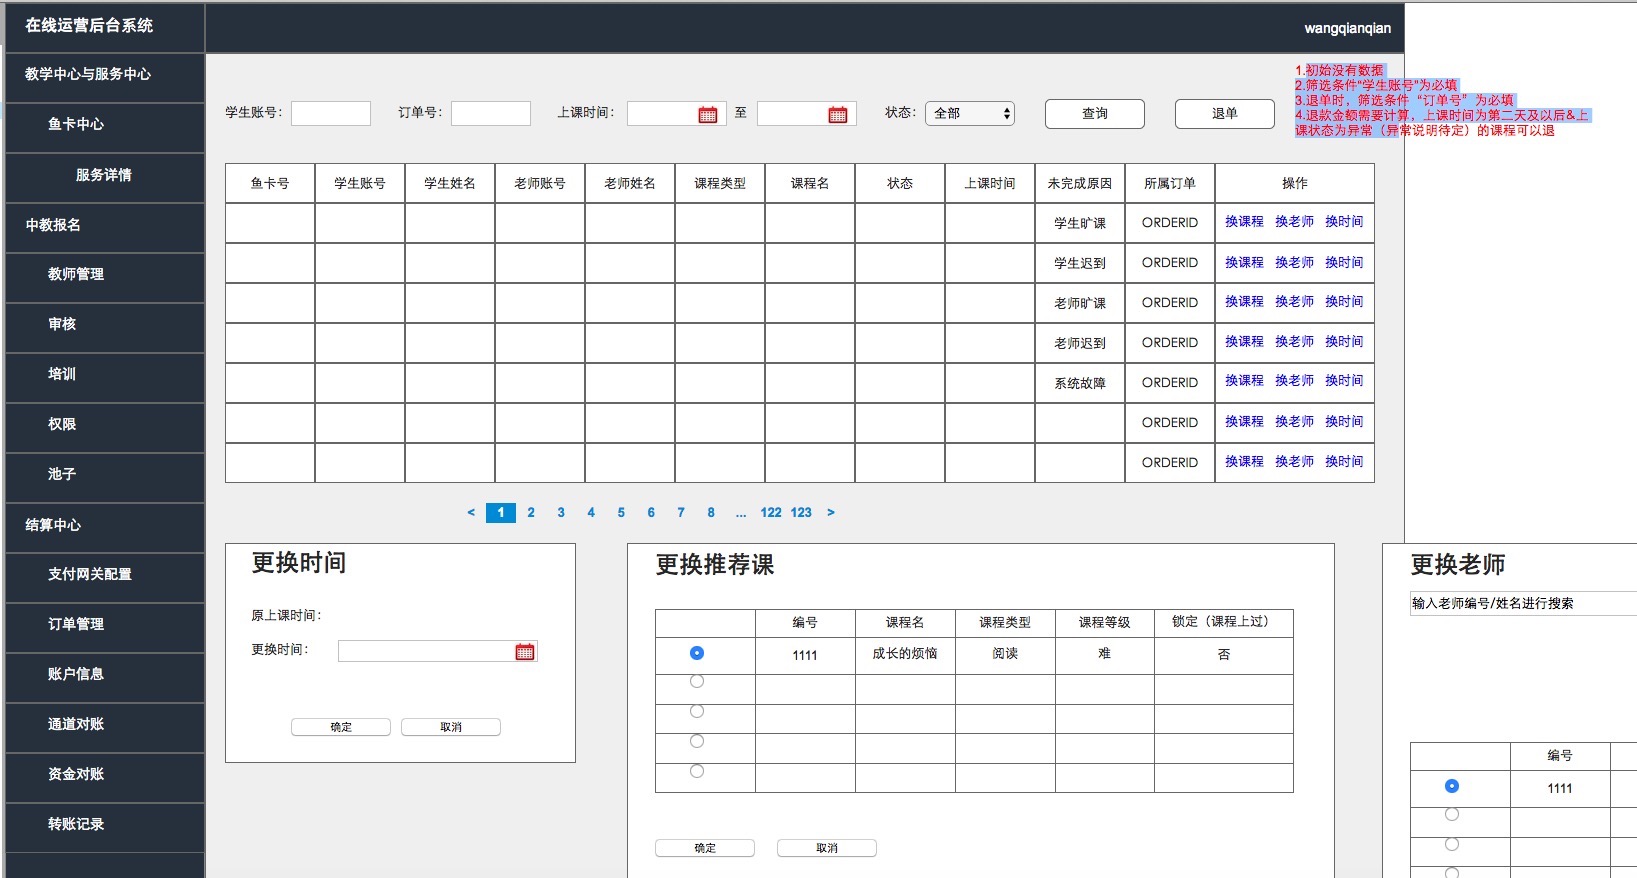 在线运营后台系统
wangqianqian
教学中心与服务中心
鱼卡中心
服务详情
中教报名
教师管理
审核
培训
权限
池子
结算中心
支付网关配置
订单管理
账户信息
通道对账
资金对账
转账记录
1.初始没有数据
2.筛选条件“学生账号”为必填
3.退单时，筛选条件“订单号”为必填
4.退款金额需要计算，上课时间为第二天及以后&上
课状态为异常（异常说明待定）的课程可以退
学生账号： 订单号： 上课时间： 至 状态： 全部 查询 退单
鱼卡号 学生账号 学生姓名 老师账号 老师姓名 课程类型 课程名 状态 上课时间 未完成原因 所属订单 操作
学生旷课 ORDERID 换课程 换老师 换时间
学生迟到 ORDERID 换课程 换老师 换时间
老师旷课 ORDERID 换课程 换老师 换时间
老师迟到 ORDERID 换课程 换老师 换时间
系统故障 ORDERID 换课程 换老师 换时间
ORDERID 换课程 换老师 换时间
ORDERID 换课程 换老师 换时间
< 1 2 3 4 5 6 7 8 ... 122 123 >
更换时间
原上课时间：
更换时间：
确定 取消
更换推荐课
编号 课程名 课程类型 课程等级 锁定（课程上过）
1111 成长的烦恼 阅读 难 否
确定 取消
更换老师
输入老师编号/姓名进行搜索
编号
1111